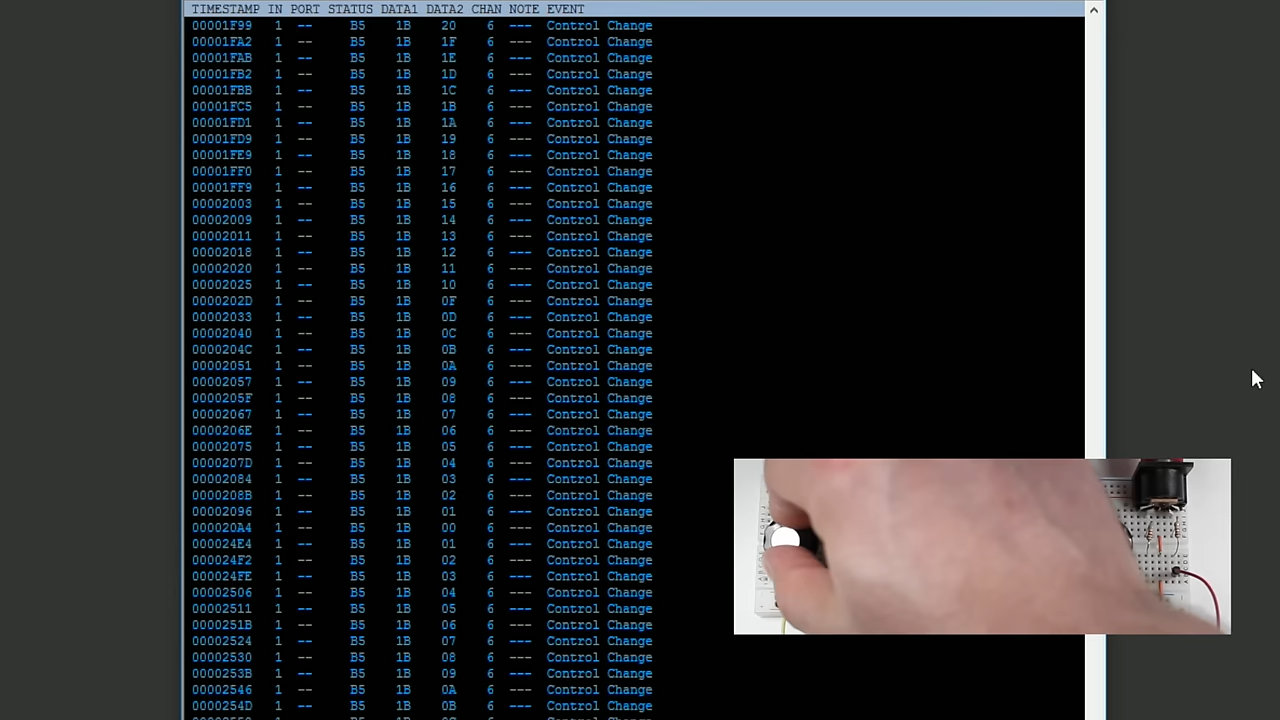 TIMESTAMP IN PORT STATUS DATA1 DATA2 CHAN NOTE EVENT
00001F99 1 -- B5 1B 20 6 --- Control Change
00001FA2 1 -- B5 1B 1F 6 --- Control Change
00001FAB 1 -- B5 1B 1E 6 --- Control Change
00001FB2 1 -- B5 1B 1D 6 --- Control Change
00001FBB 1 -- B5 1B 1C 6 --- Control Change
00001FC5 1 -- B5 1B 1B 6 --- Control Change
00001FD1 1 -- B5 1B 1A 6 --- Control Change
00001FD9 1 -- B5 1B 19 6 --- Control Change
00001FE9 1 -- B5 1B 18 6 --- Control Change
00001FF0 1 -- B5 1B 17 6 --- Control Change
00001FF9 1 -- B5 1B 16 6 --- Control Change
00002003 1 -- B5 1B 15 6 --- Control Change
00002009 1 -- B5 1B 14 6 --- Control Change
00002011 1 -- B5 1B 13 6 --- Control Change
00002018 1 -- B5 1B 12 6 --- Control Change
00002020 1 -- B5 1B 11 6 --- Control Change
00002025 1 -- B5 1B 10 6 --- Control Change
0000202D 1 -- B5 1B 0F 6 --- Control Change
00002033 1 -- B5 1B 0D 6 --- Control Change
00002040 1 -- B5 1B 0C 6 --- Control Change
0000204C 1 -- B5 1B 0B 6 --- Control Change
00002051 1 -- B5 1B 0A 6 --- Control Change
00002057 1 -- B5 1B 09 6 --- Control Change
0000205F 1 -- B5 1B 08 6 --- Control Change
00002067 1 -- B5 1B 07 6 --- Control Change
0000206E 1 -- B5 1B 06 6 --- Control Change
00002075 1 -- B5 1B 05 6 --- Control Change
0000207D 1 -- B5 1B 04 6 --- Control Change
00002084 1 -- B5 1B 03 6 --- Control Change
0000208B 1 -- B5 1B 02 6 --- Control Change
00002096 1 -- B5 1B 01 6 --- Control Change
000020A4 1 -- B5 1B 00 6 --- Control Change
000024E4 1 -- B5 1B 01 6 --- Control Change
000024F2 1 -- B5 1B 02 6 --- Control Change
000024FE 1 -- B5 1B 03 6 --- Control Change
00002506 1 -- B5 1B 04 6 --- Control Change
00002511 1 -- B5 1B 05 6 --- Control Change
0000251B 1 -- B5 1B 06 6 --- Control Change
00002524 1 -- B5 1B 07 6 --- Control Change
00002530 1 -- B5 1B 08 6 --- Control Change
0000253B 1 -- B5 1B 09 6 --- Control Change
00002546 1 -- B5 1B 0A 6 --- Control Change
0000254D 1 -- B5 1B 0B 6 --- Control Change